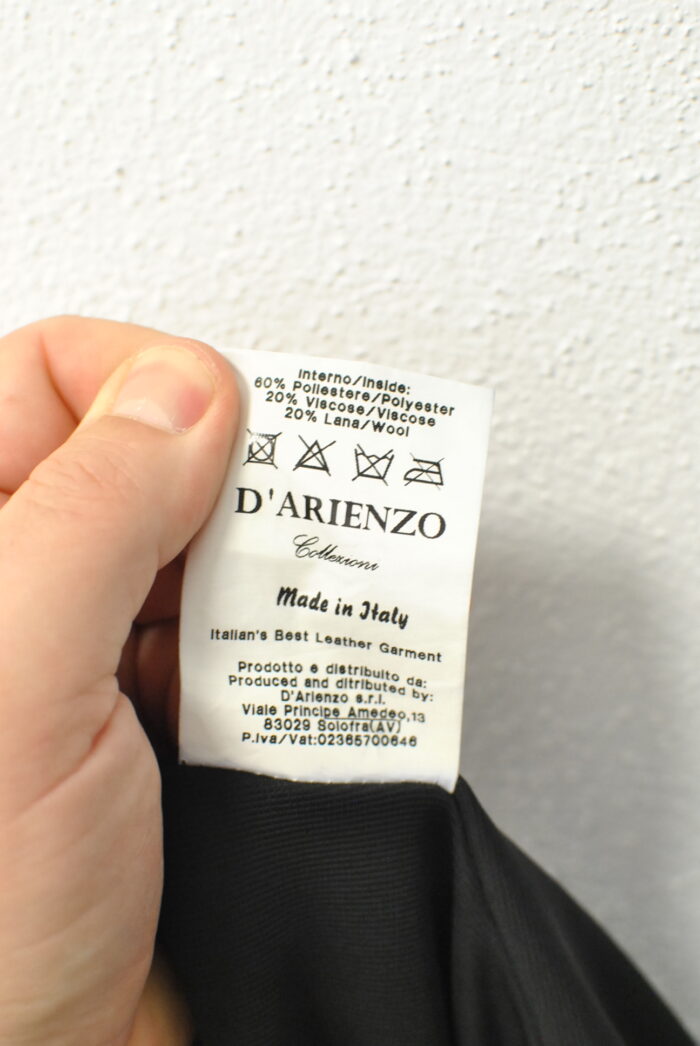 Interno/Inside:
60% Poliestere/Polyester
20% Viscose/Viscose
20% Lana/Wool
D'ARIENZO
Collezioni
Made in Italy
Italian's Best Leather Garment
Prodotto e distribuito da:
Produced and ditributed by:
D'Arienzo s.r.l.
Viale Principe Amedeo,13
83029 Solofra(AV)
P.Iva/Vat:02365700646